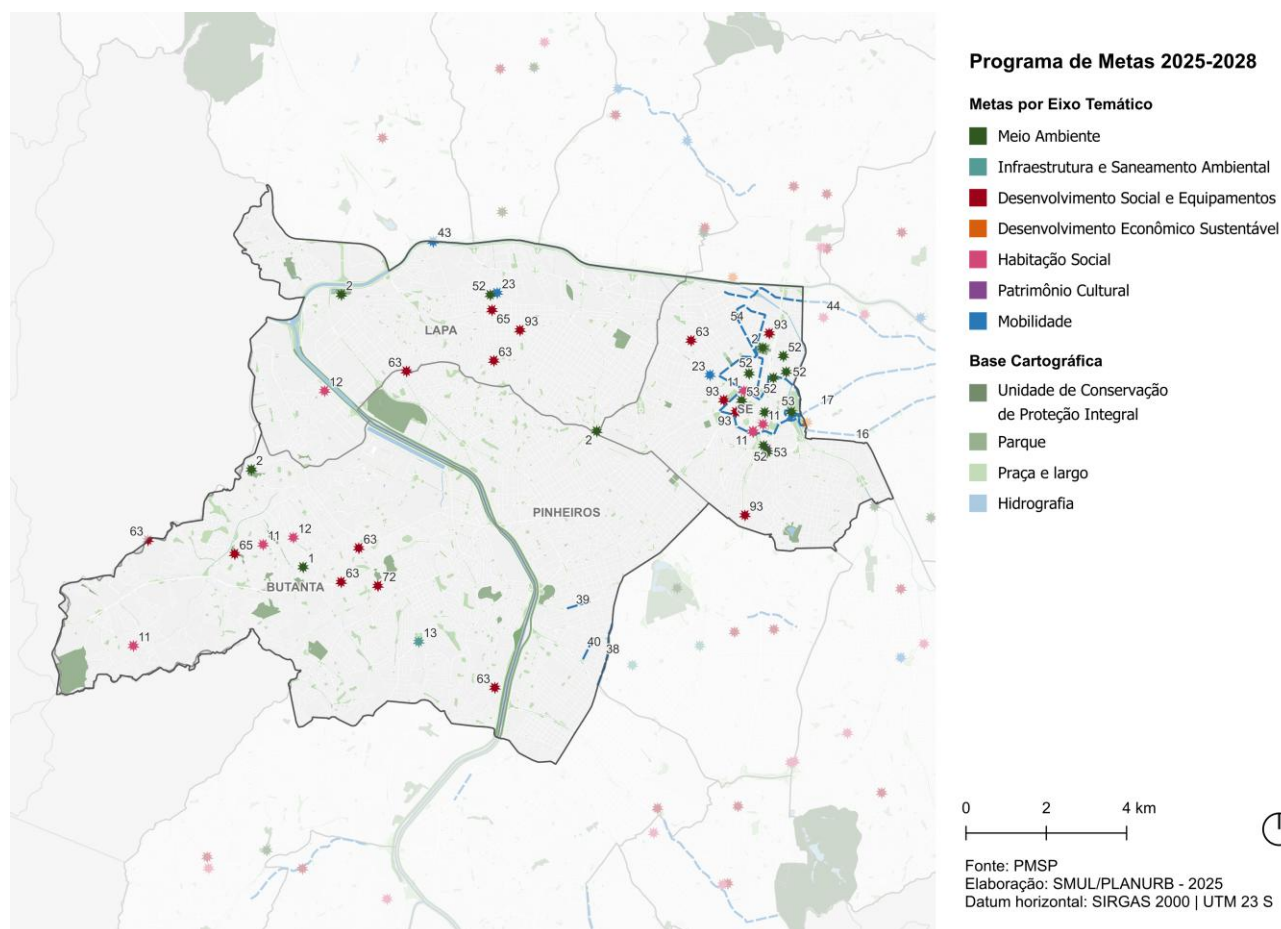 Programa de Metas 2025-2028
Metas por Eixo Temático
Meio Ambiente
Infraestrutura e Saneamento Ambiental
Desenvolvimento Social e Equipamentos
Desenvolvimento Econômico Sustentável
Habitação Social
Patrimônio Cultural
Mobilidade
Base Cartográfica
Unidade de Conservação
de Proteção Integral
Parque
Praça e largo
Hidrografia
0 2 4 km
Fonte: PMSP
Elaboração: SMUL/PLANURB - 2025
Datum horizontal: SIRGAS 2000 | UTM 23 S
43
2
52
23
44
54
65
LAPA
93
63
93
2
52
63
63
23
52
52
52
12
11
93
53
SE
53
17
93
11
11
16
2
52
53
2
PINHEIROS
93
63
12
11
65
63
1
BUTANTA
63
72
39
11
13
40
38
63